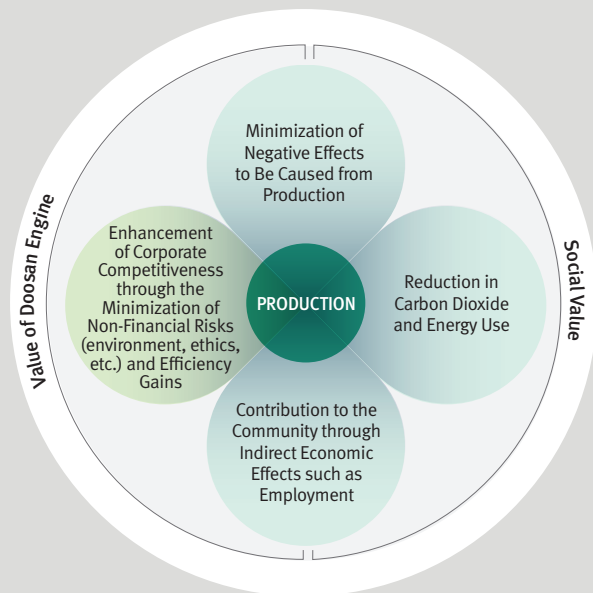 Minimization of
Negative Effects
to Be Caused from
Production
Value of Doosan Engine
Enhancement
of Corporate
Competitiveness
through the
Minimization of
Non-Financial Risks
(environment, ethics,
etc.) and Efficiency
Gains
PRODUCTION
Reduction in
Carbon Dioxide
and Energy Use
Social Value
Contribution to the
Community through
Indirect Economic
Effects such as
Employment